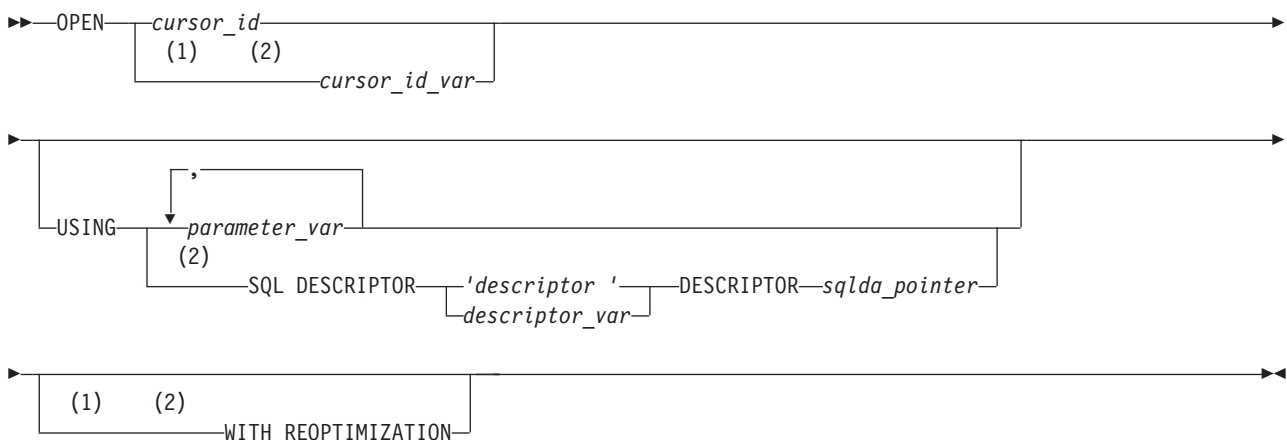 OPEN cursor_id
(1) (2)
cursor_id_var
,
USING parameter_var
(2)
SQL DESCRIPTOR 'descriptor ' DESCRIPTOR sqlda_pointer
descriptor_var
(1) (2)
WITH REOPTIMIZATION